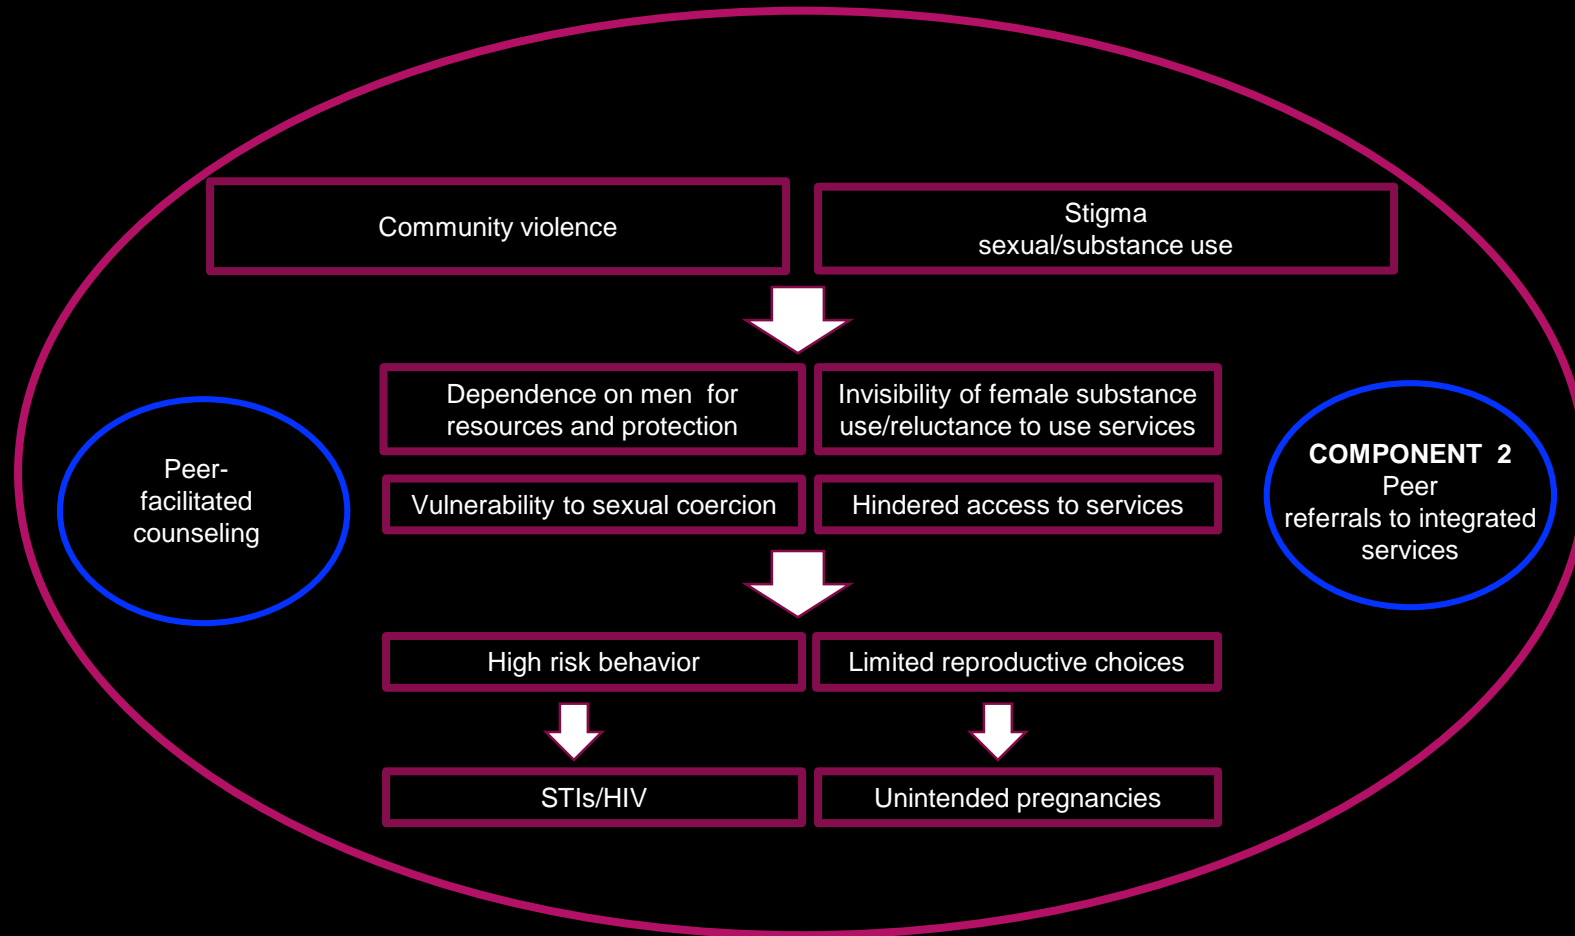 Community violence
Stigma
sexual/substance use
Dependence on men  for
resources and protection
Invisibility of female substance
use/reluctance to use services
Peer-
facilitated
counseling
COMPONENT  2
Peer
referrals to integrated
services
Vulnerability to sexual coercion
Hindered access to services
High risk behavior
Limited reproductive choices
STIs/HIV
Unintended pregnancies